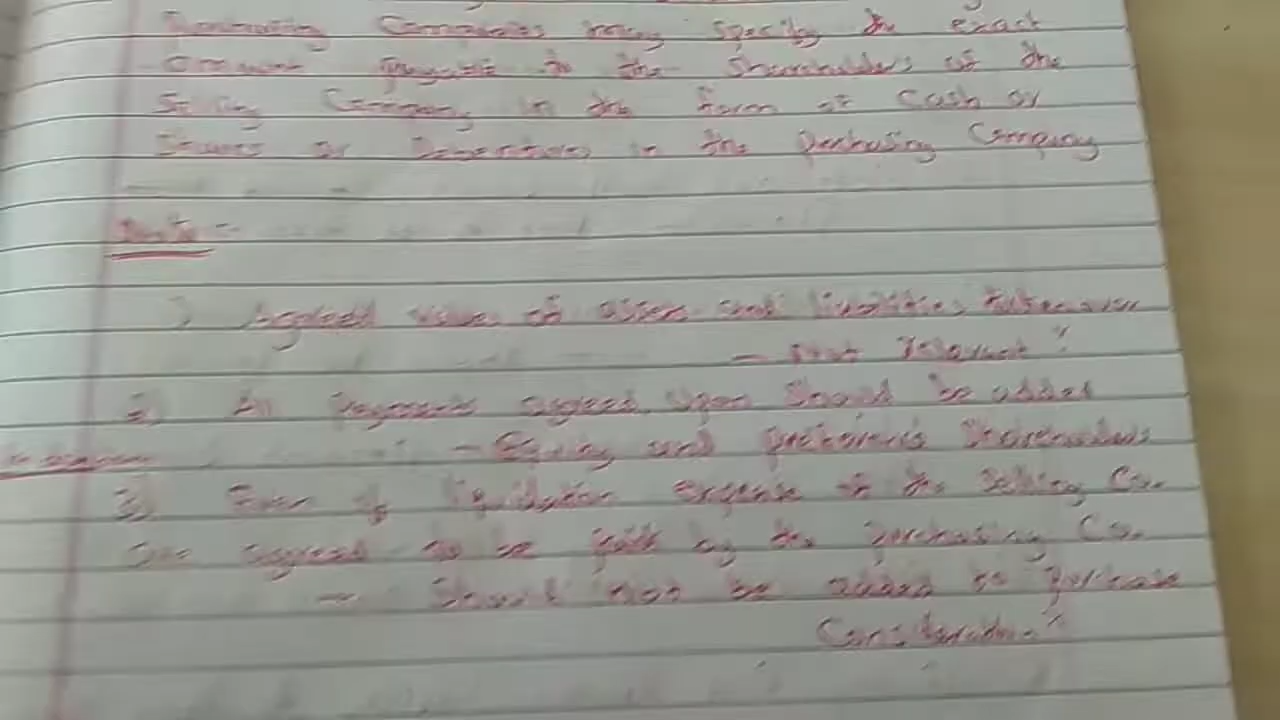 Purchasing Companies may specify the exact
amount payable to the shareholders of the
Selling Company in the form of Cash or
Shares or Debentures in the purchasing Company
Note :-
1) Agreed value of assets and liabilities taken over
— Not relevant"
2) All Payments agreed upon should be added
— Equity and preference Shareholders
3) Even if liquidation expense of the Selling Co.
are agreed to be paid by the purchasing Co.
— Should not be added to purchase
Consideration."